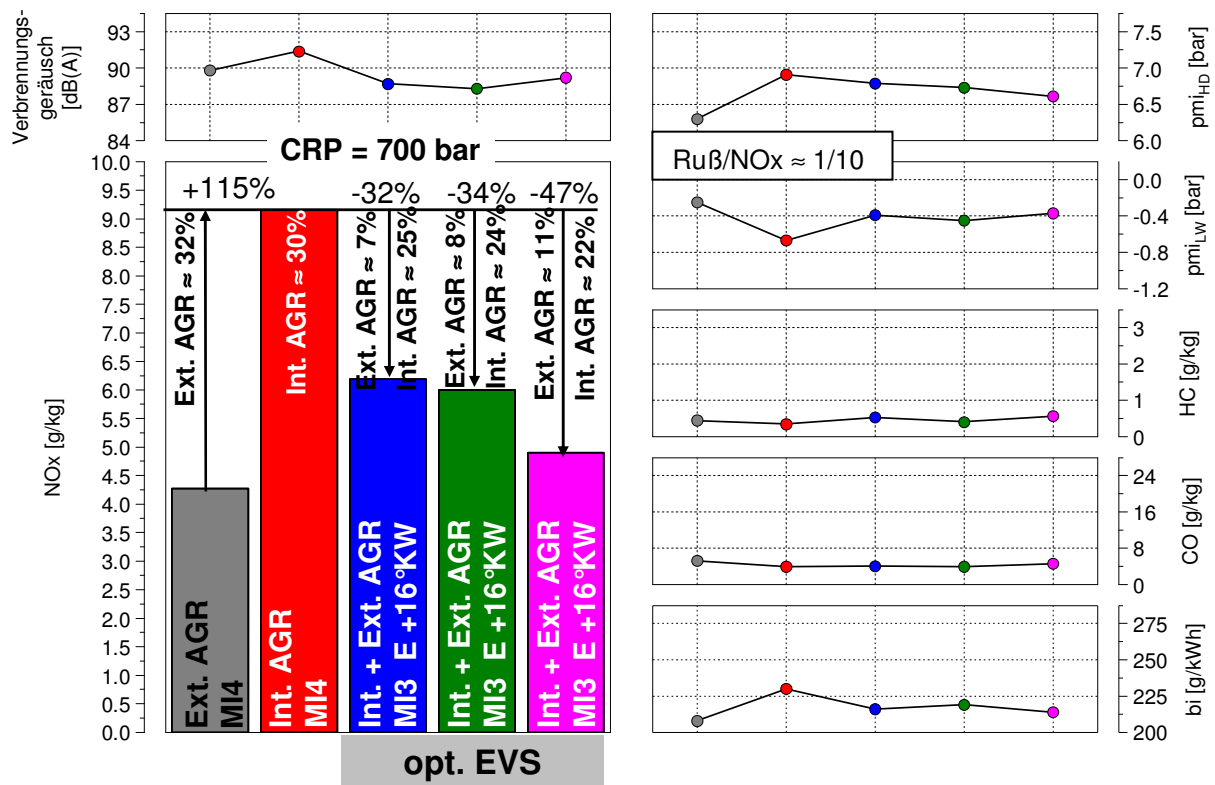 Verbrennungs-
geräusch
[dB(A)]
93
90
87
84
CRP = 700 bar
NOx [g/kg]
10.0
9.5
9.0
8.5
8.0
7.5
7.0
6.5
6.0
5.5
5.0
4.5
4.0
3.5
3.0
2.5
2.0
1.5
1.0
0.5
0.0
+115%
-32%
-34%
-47%
Ext. AGR ≈ 32%
Int. AGR ≈ 30%
Ext. AGR ≈ 7%
Int. AGR ≈ 25%
Ext. AGR ≈ 8%
Int. AGR ≈ 24%
Ext. AGR ≈ 11%
Int. AGR ≈ 22%
Ext. AGR
MI4
Int. AGR
MI4
Int. + Ext. AGR
MI3 E +16°KW
Int. + Ext. AGR
MI3 E +16°KW
Int. + Ext. AGR
MI3 E +16°KW
opt. EVS
7.5
7.0
6.5
6.0
pmiHD [bar]
Ruß/NOx ≈ 1/10
0.0
-0.4
-0.8
-1.2
pmiLW [bar]
3
2
1
0
HC [g/kg]
24
16
8
0
CO [g/kg]
275
250
225
200
bi [g/kWh]